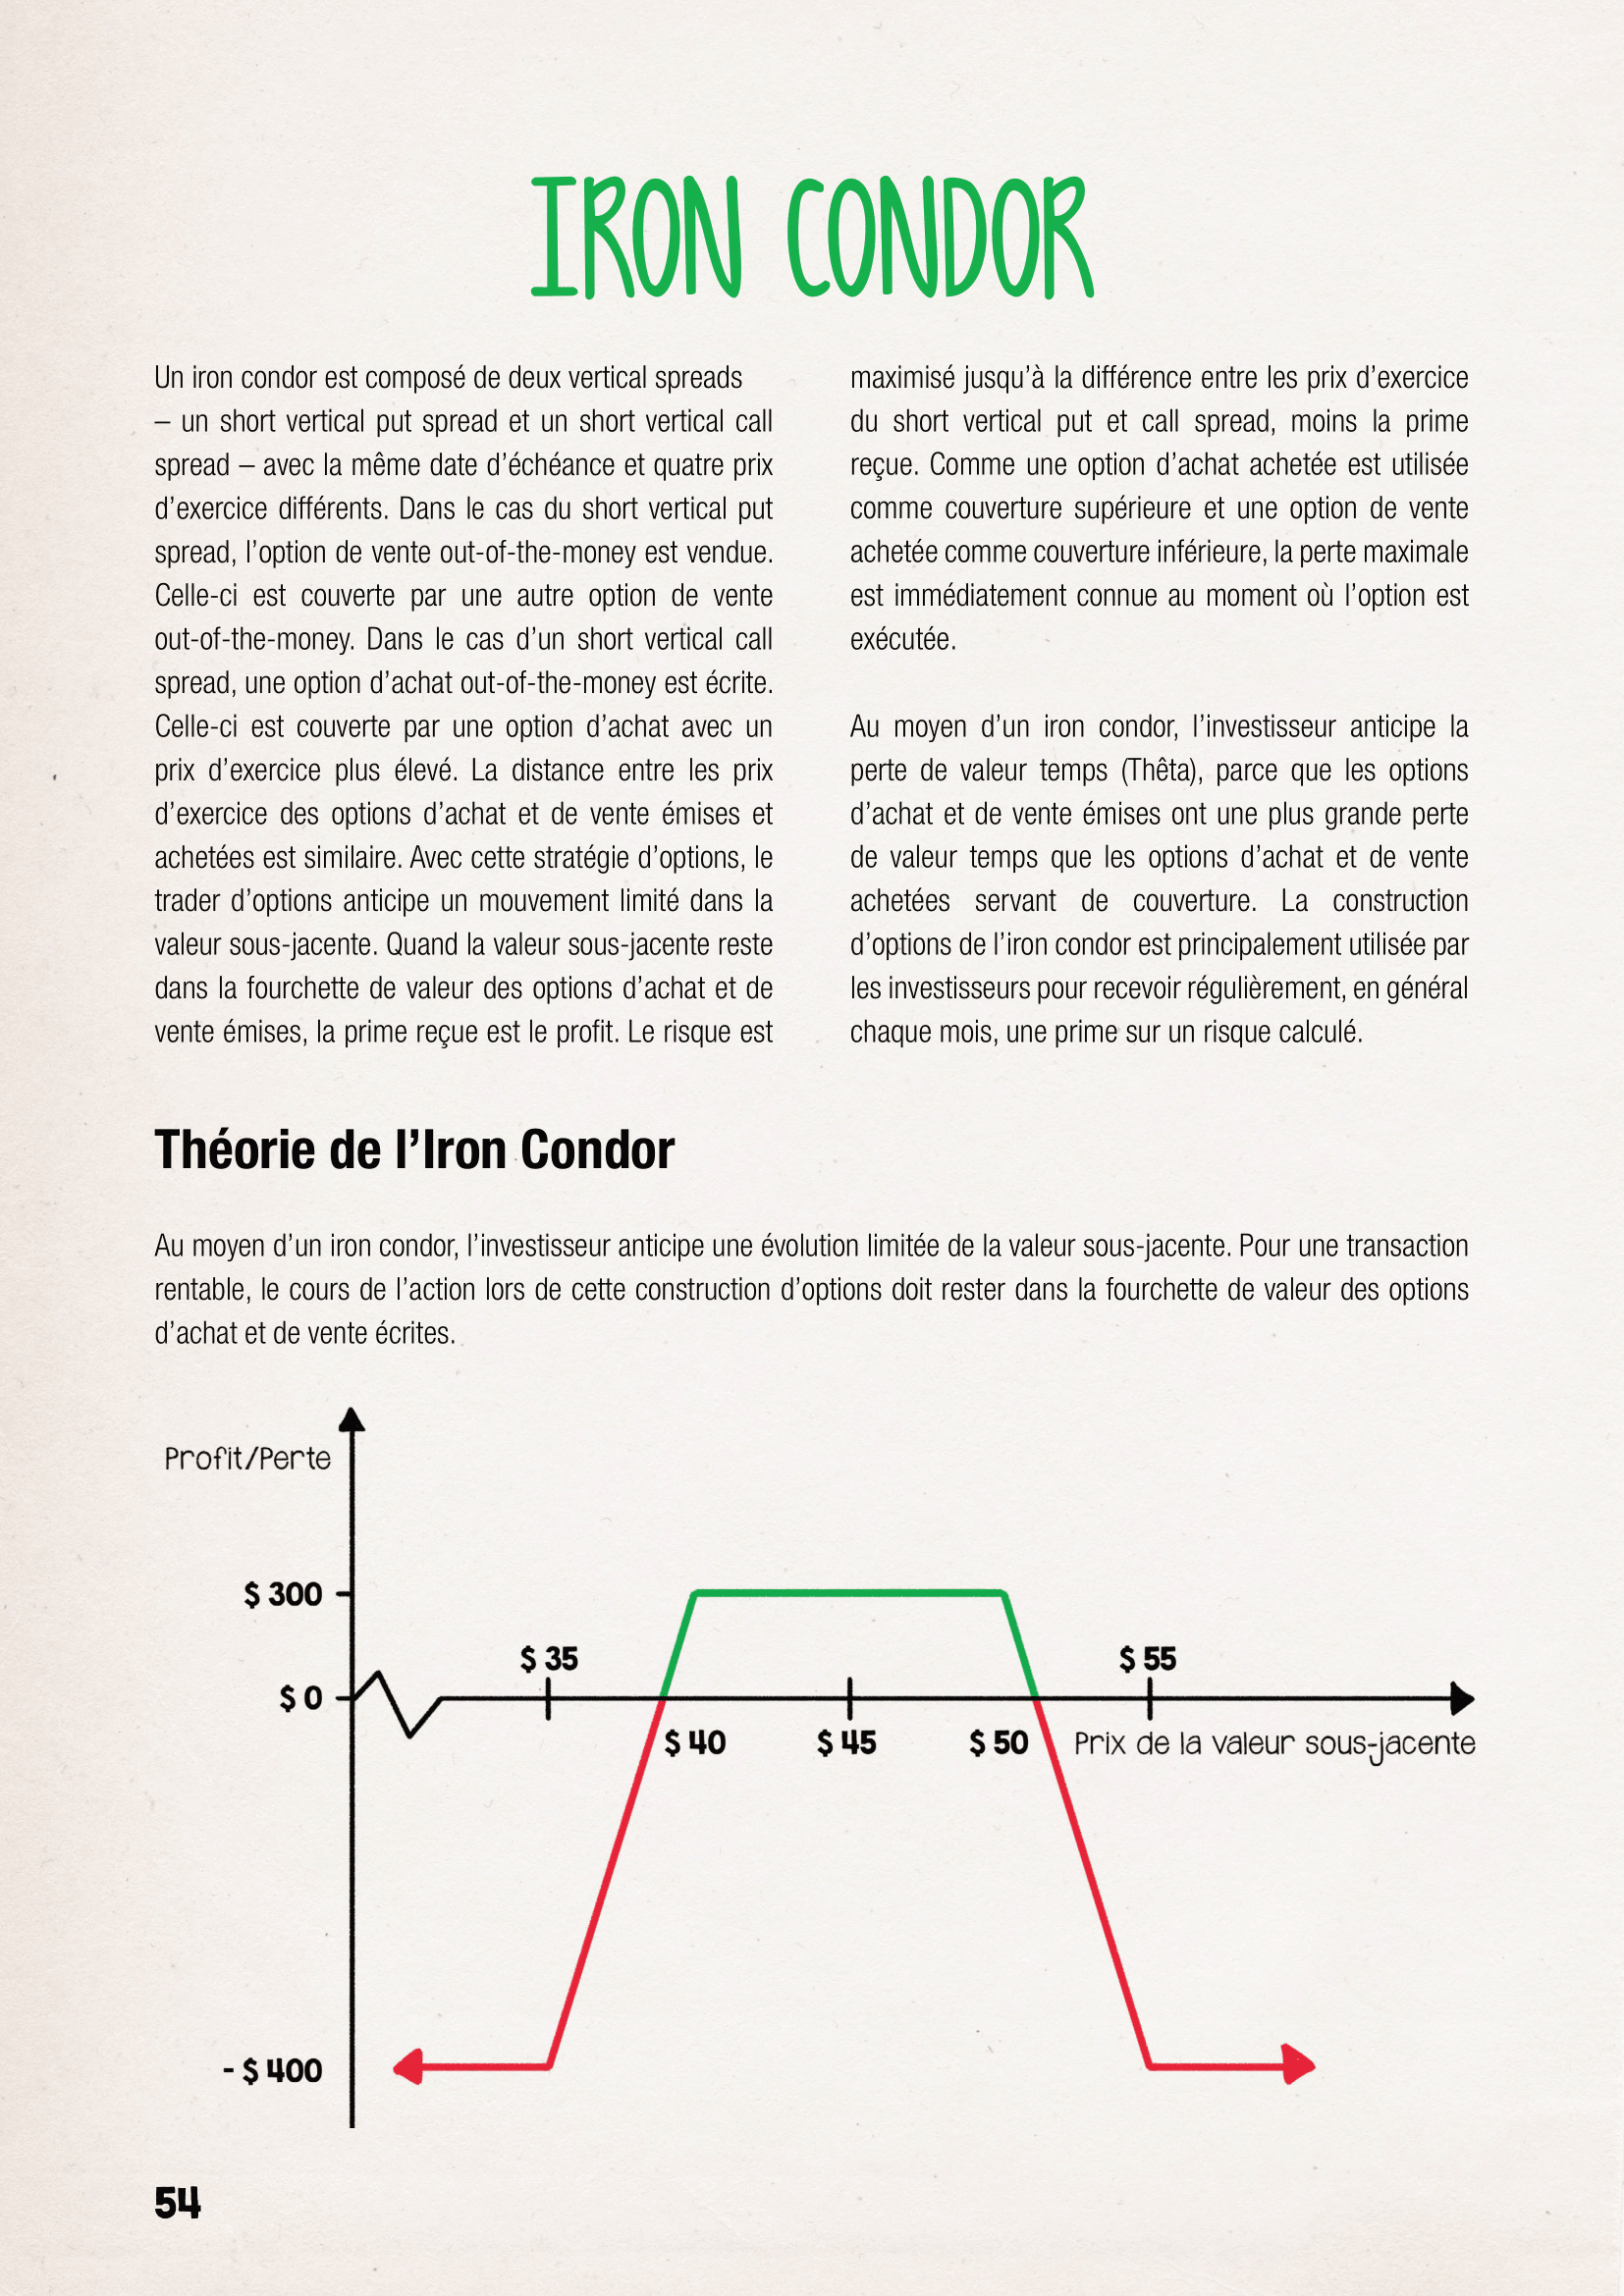 IRON CONDOR
Un iron condor est composé de deux vertical spreads
– un short vertical put spread et un short vertical call
spread – avec la même date d’échéance et quatre prix
d’exercice différents. Dans le cas du short vertical put
spread, l’option de vente out-of-the-money est vendue.
Celle-ci est couverte par une autre option de vente
out-of-the-money. Dans le cas d’un short vertical call
spread, une option d’achat out-of-the-money est écrite.
Celle-ci est couverte par une option d’achat avec un
prix d’exercice plus élevé. La distance entre les prix
d’exercice des options d’achat et de vente émises et
achetées est similaire. Avec cette stratégie d’options, le
trader d’options anticipe un mouvement limité dans la
valeur sous-jacente. Quand la valeur sous-jacente reste
dans la fourchette de valeur des options d’achat et de
vente émises, la prime reçue est le profit. Le risque est
maximisé jusqu’à la différence entre les prix d’exercice
du short vertical put et call spread, moins la prime
reçue. Comme une option d’achat achetée est utilisée
comme couverture supérieure et une option de vente
achetée comme couverture inférieure, la perte maximale
est immédiatement connue au moment où l’option est
exécutée.
Au moyen d’un iron condor, l’investisseur anticipe la
perte de valeur temps (Thêta), parce que les options
d’achat et de vente émises ont une plus grande perte
de valeur temps que les options d’achat et de vente
achetées servant de couverture. La construction
d’options de l’iron condor est principalement utilisée par
les investisseurs pour recevoir régulièrement, en général
chaque mois, une prime sur un risque calculé.
Théorie de l’Iron Condor
Au moyen d’un iron condor, l’investisseur anticipe une évolution limitée de la valeur sous-jacente. Pour une transaction
rentable, le cours de l’action lors de cette construction d’options doit rester dans la fourchette de valeur des options
d’achat et de vente écrites.
Profit/Perte
$ 300
$ 35
$ 55
$ 0
$ 40
$ 45
$ 50
Prix de la valeur sous-jacente
- $ 400
54